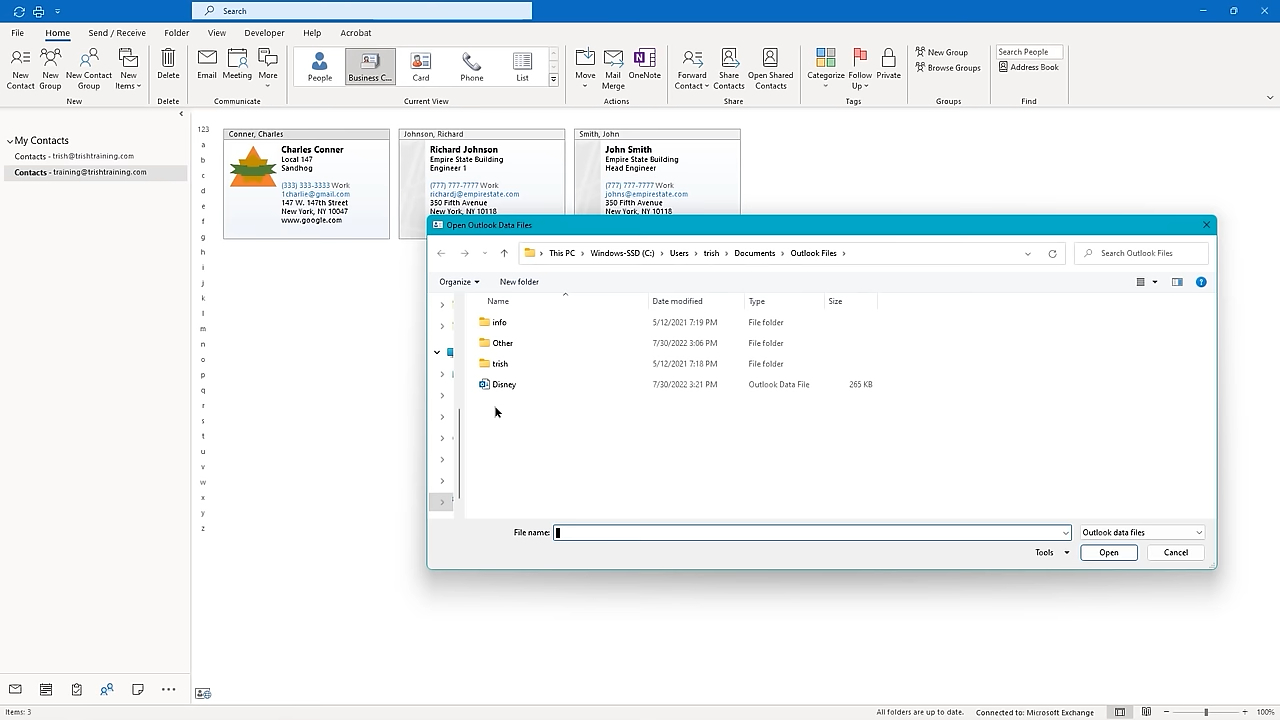 Search
File Home Send / Receive Folder View Developer Help Acrobat
New Contact
New Group
New Contact Group
New Items
New
Delete
Delete
Email
Meeting
More
Communicate
People
Business C...
Card
Phone
List
Current View
Move
Mail Merge
OneNote
Actions
Forward Contact
Share Contacts
Open Shared Contacts
Share
Categorize
Follow Up
Private
Tags
New Group
Browse Groups
Groups
Search People
Address Book
Find
My Contacts
Contacts - trish@trishtraining.com
Contacts - training@trishtraining.com
123
a
b
c
d
e
f
g
h
i
j
k
l
m
n
o
p
q
r
s
t
u
v
w
x
y
z
Conner, Charles
Charles Conner
Local 147
Sandhog
(333) 333-3333 Work
1charlie@gmail.com
147 W. 147th Street
New York, NY 10047
www.google.com
Johnson, Richard
Richard Johnson
Empire State Building
Engineer 1
(777) 777-7777 Work
richardj@empirestate.com
350 Fifth Avenue
New York, NY 10118
Smith, John
John Smith
Empire State Building
Head Engineer
(777) 777-7777 Work
johns@empirestate.com
350 Fifth Avenue
New York, NY 10118
Open Outlook Data Files
This PC > Windows-SSD (C:) > Users > trish > Documents > Outlook Files >
Search Outlook Files
Organize New folder
Name Date modified Type Size
info 5/12/2021 7:19 PM File folder
Other 7/30/2022 3:06 PM File folder
trish 5/12/2021 7:18 PM File folder
Disney 7/30/2022 3:21 PM Outlook Data File 265 KB
File name: Outlook data files
Tools Open Cancel
Items: 3 All folders are up to date. Connected to: Microsoft Exchange 100%